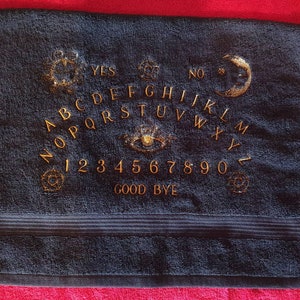 YES NO
ABCDEFGHIJKLM
NOPQRSTUVWXYZ
1234567890
GOOD BYE